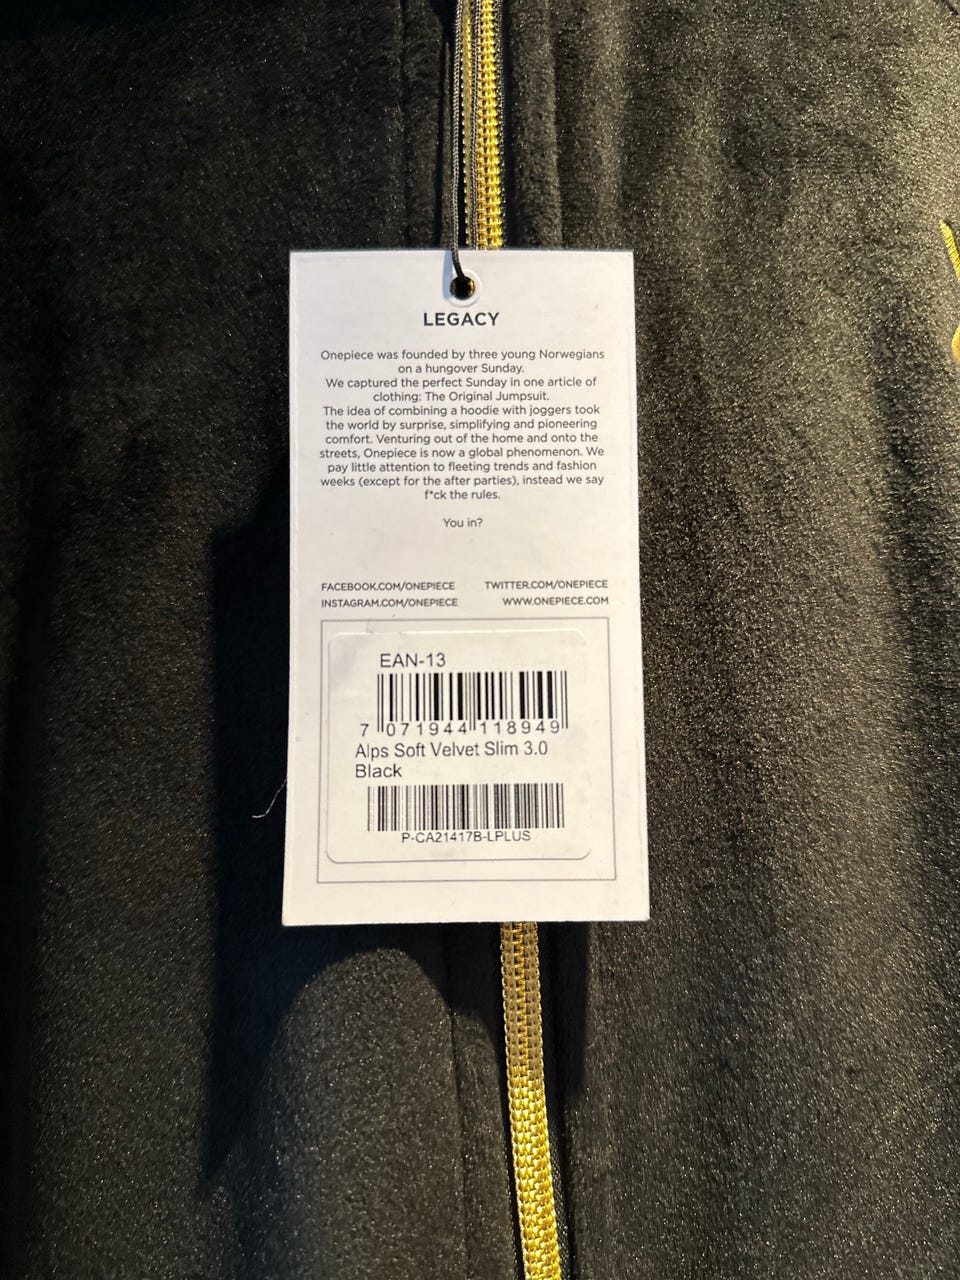 LEGACY
Onepiece was founded by three young Norwegians
on a hungover Sunday.
We captured the perfect Sunday in one article of
clothing: The Original Jumpsuit.
The idea of combining a hoodie with joggers took
the world by surprise, simplifying and pioneering
comfort. Venturing out of the home and onto the
streets, Onepiece is now a global phenomenon. We
pay little attention to fleeting trends and fashion
weeks (except for the after parties), instead we say
f*ck the rules.
You in?
FACEBOOK.COM/ONEPIECE TWITTER.COM/ONEPIECE
INSTAGRAM.COM/ONEPIECE WWW.ONEPIECE.COM
EAN-13
7 071944 118949
Alps Soft Velvet Slim 3.0
Black
P-CA21417B-LPLUS